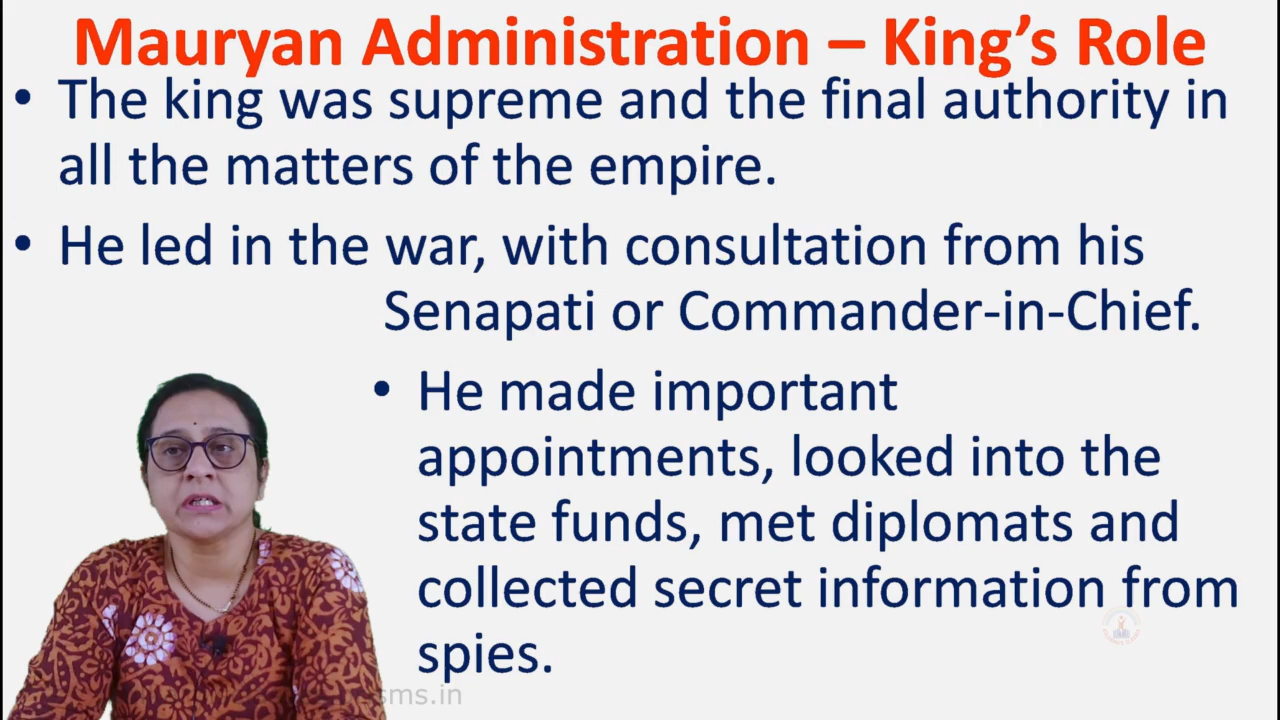 Mauryan Administration – King's Role
• The king was supreme and the final authority in
all the matters of the empire.
• He led in the war, with consultation from his
Senapati or Commander-in-Chief.
• He made important
appointments, looked into the
state funds, met diplomats and
collected secret information from
spies.
sms.in